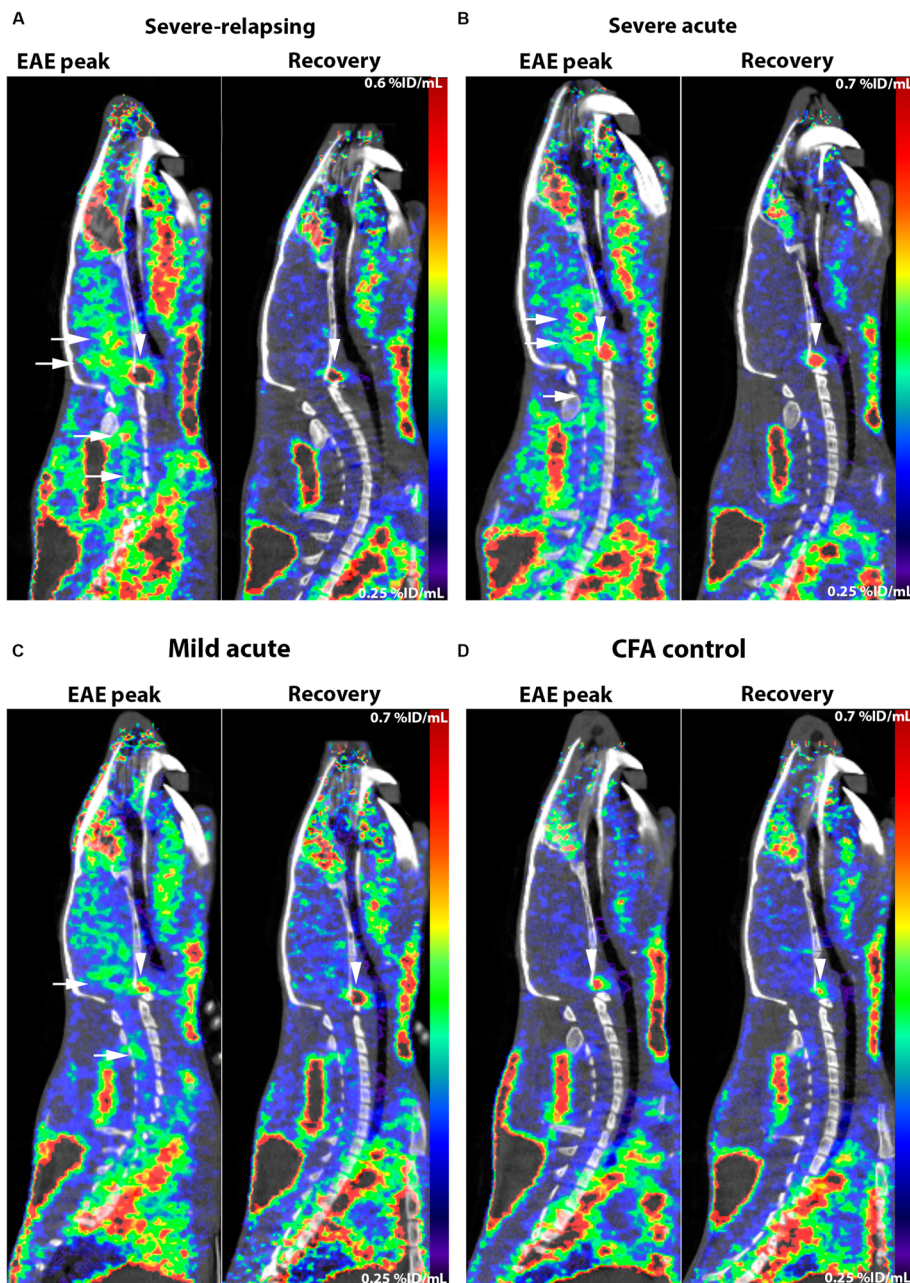 A
Severe-relapsing
EAE peak
Recovery
0.6 %ID/mL
0.25 %ID/mL
B
Severe acute
EAE peak
Recovery
0.7 %ID/mL
0.25 %ID/mL
C
Mild acute
EAE peak
Recovery
0.7 %ID/mL
0.25 %ID/mL
D
CFA control
EAE peak
Recovery
0.7 %ID/mL
0.25 %ID/mL